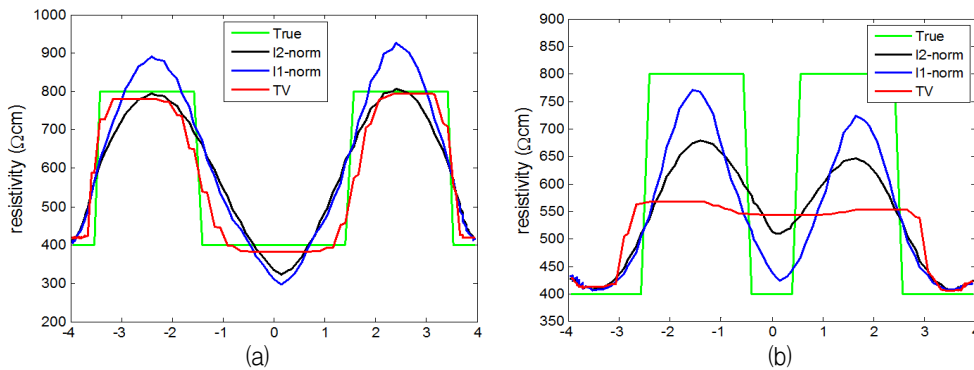 1000
900
800
700
600
500
400
300
200
resistivity (Ωcm)
-4 -3 -2 -1 0 1 2 3 4
True
l2-norm
l1-norm
TV
(a)
900
850
800
750
700
650
600
550
500
450
400
350
resistivity (Ωcm)
-4 -3 -2 -1 0 1 2 3 4
True
l2-norm
l1-norm
TV
(b)